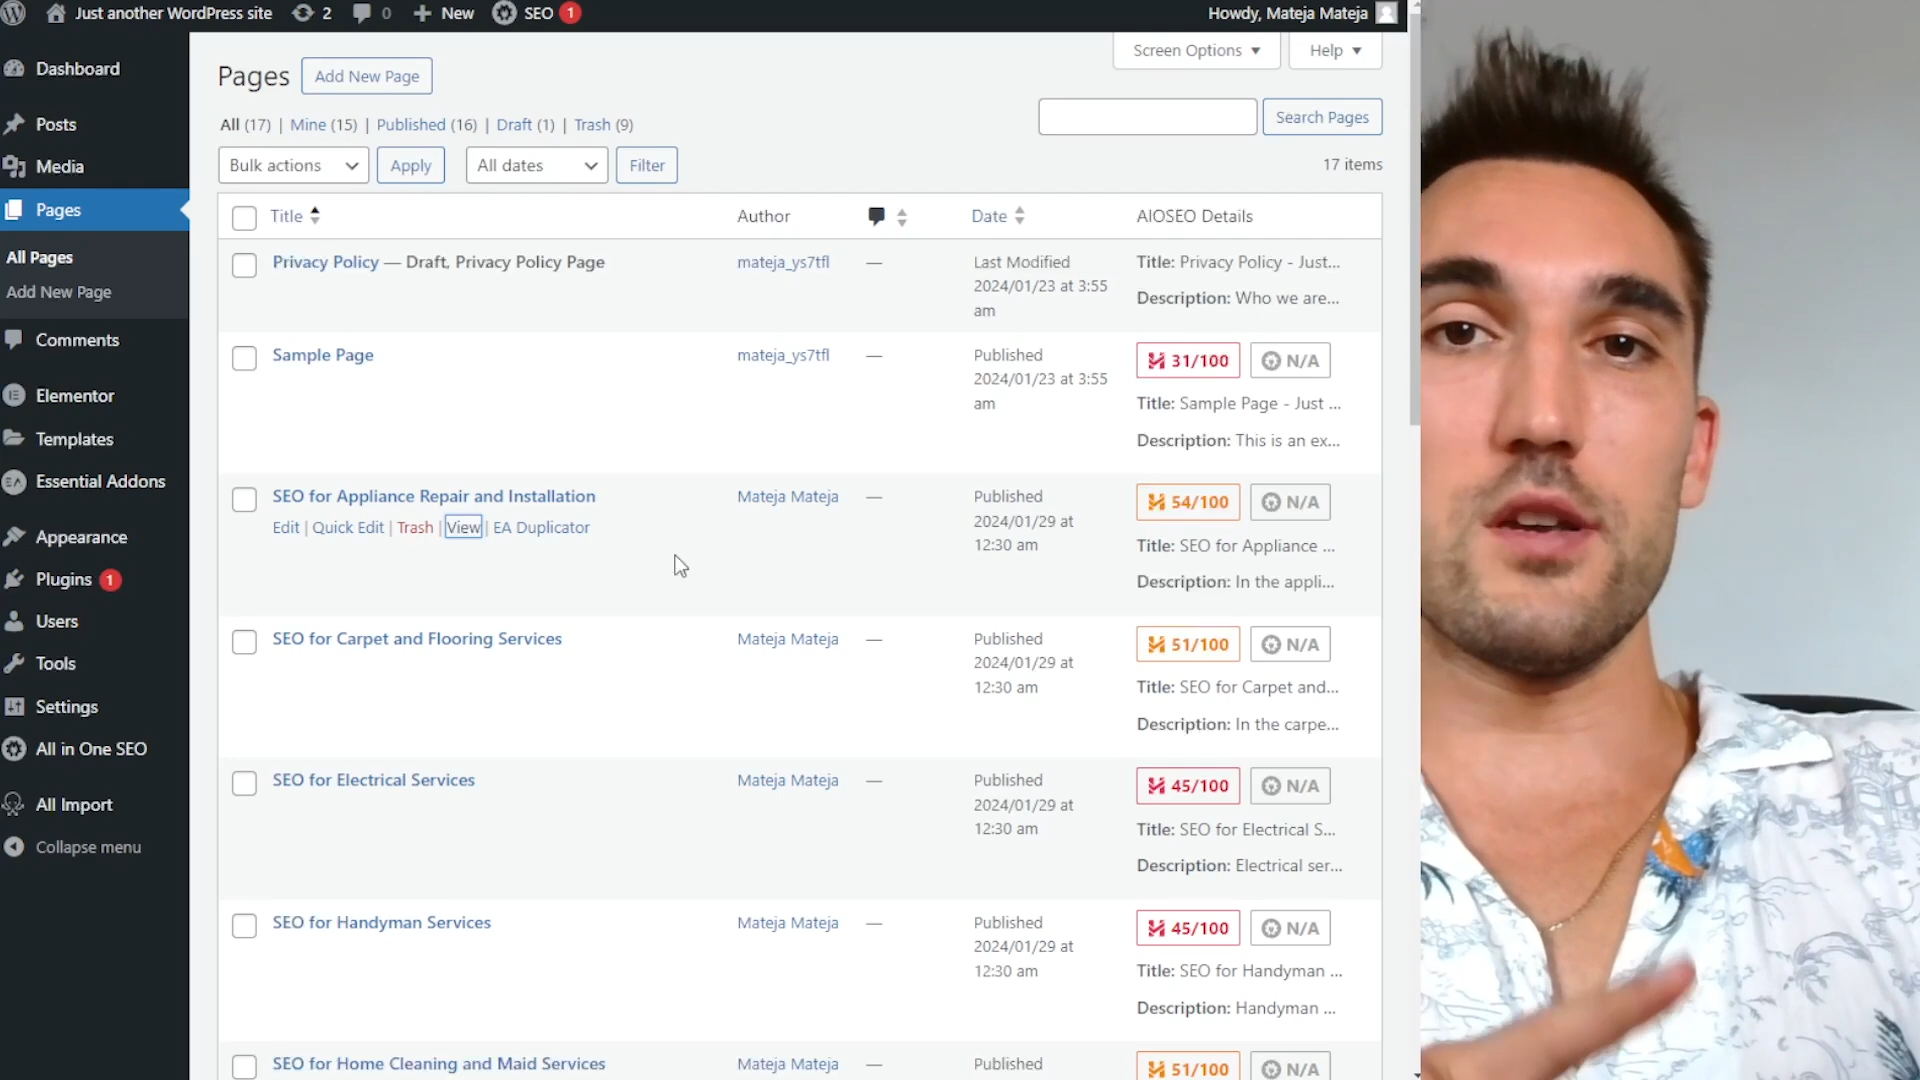 Just another WordPress site 2 0 New SEO 1 Howdy, Mateja Mateja
Dashboard
Posts
Media
Pages
All Pages
Add New Page
Comments
Elementor
Templates
EA Essential Addons
Appearance
Plugins 1
Users
Tools
Settings
All in One SEO
All Import
Collapse menu
Screen Options Help
Pages Add New Page
All (17) | Mine (15) | Published (16) | Draft (1) | Trash (9)
Search Pages
Bulk actions Apply All dates Filter 17 items
Title Author Date AIOSEO Details
Privacy Policy — Draft, Privacy Policy Page mateja_ys7tfl — Last Modified Title: Privacy Policy - Just...
2024/01/23 at 3:55 Description: Who we are...
am
Sample Page mateja_ys7tfl — Published 31/100 N/A
2024/01/23 at 3:55
am Title: Sample Page - Just ...
Description: This is an ex...
SEO for Appliance Repair and Installation Mateja Mateja — Published 54/100 N/A
Edit | Quick Edit | Trash | View | EA Duplicator 2024/01/29 at
12:30 am Title: SEO for Appliance ...
Description: In the appli...
SEO for Carpet and Flooring Services Mateja Mateja — Published 51/100 N/A
2024/01/29 at
12:30 am Title: SEO for Carpet and...
Description: In the carpe...
SEO for Electrical Services Mateja Mateja — Published 45/100 N/A
2024/01/29 at
12:30 am Title: SEO for Electrical S...
Description: Electrical ser...
SEO for Handyman Services Mateja Mateja — Published 45/100 N/A
2024/01/29 at
12:30 am Title: SEO for Handyman ...
Description: Handyman ...
SEO for Home Cleaning and Maid Services Mateja Mateja — Published 51/100 N/A